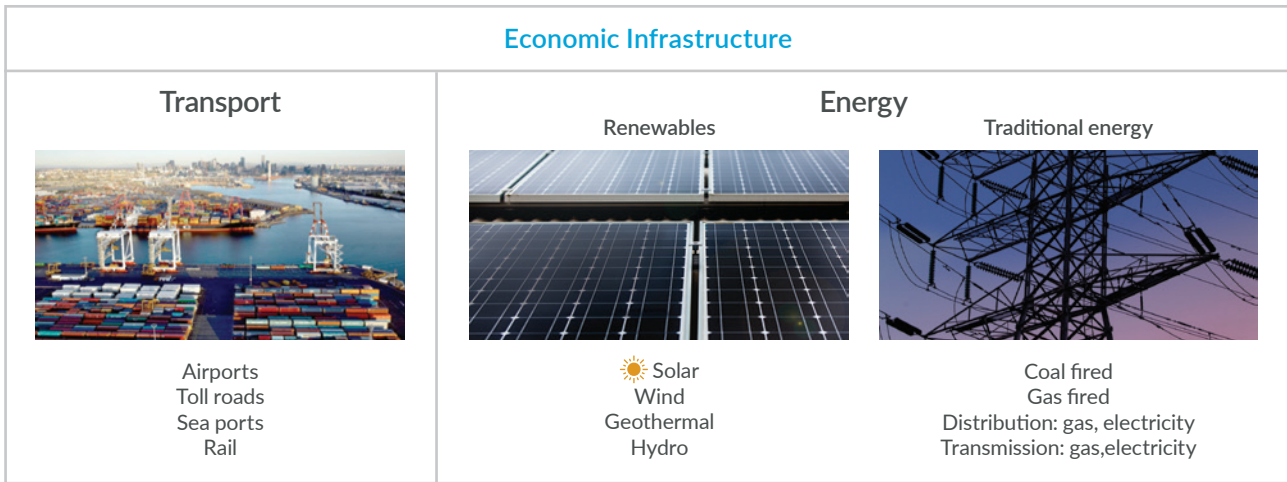 Economic Infrastructure
Transport
Energy
Renewables
Traditional energy
Airports
Toll roads
Sea ports
Rail
Solar
Wind
Geothermal
Hydro
Coal fired
Gas fired
Distribution: gas, electricity
Transmission: gas,electricity